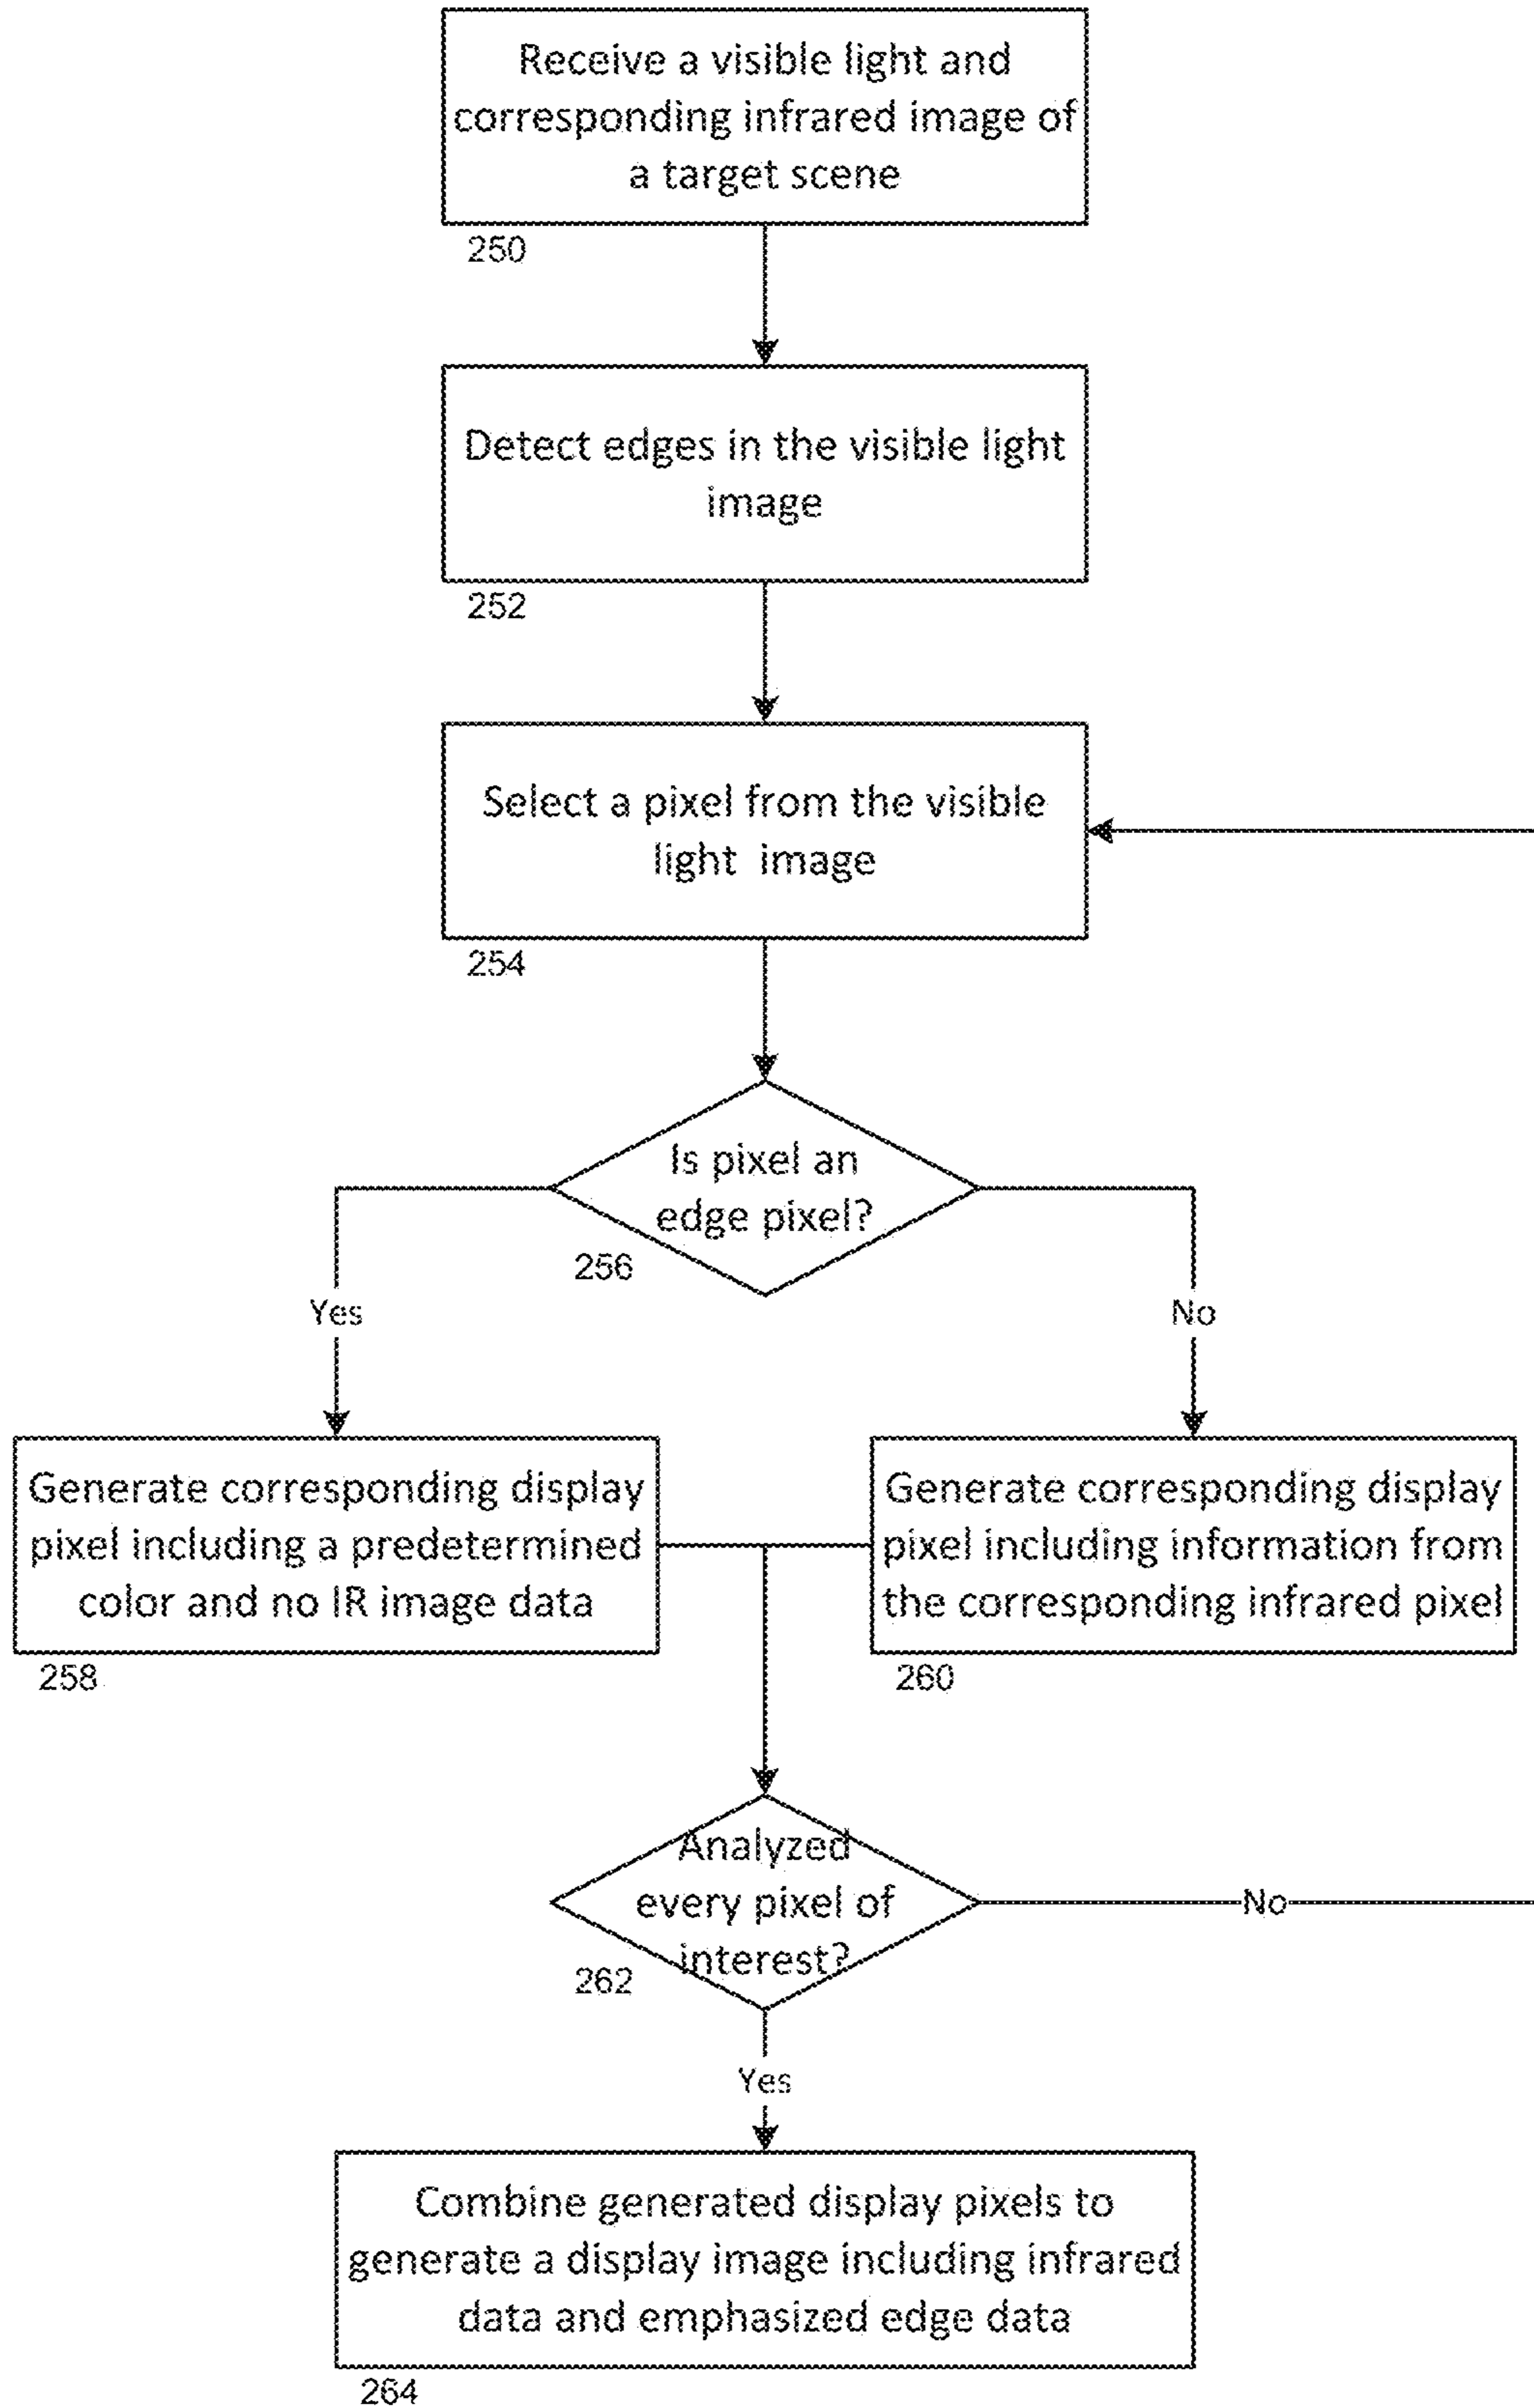 Receive a visible light and
corresponding infrared image of
a target scene
250
Detect edges in the visible light
image
252
Select a pixel from the visible
light image
254
Is pixel an
edge pixel?
256
Yes
No
Generate corresponding display
pixel including a predetermined
color and no IR image data
258
Generate corresponding display
pixel including information from
the corresponding infrared pixel
260
Analyzed
every pixel of
interest?
262
No
Yes
Combine generated display pixels to
generate a display image including infrared
data and emphasized edge data
264